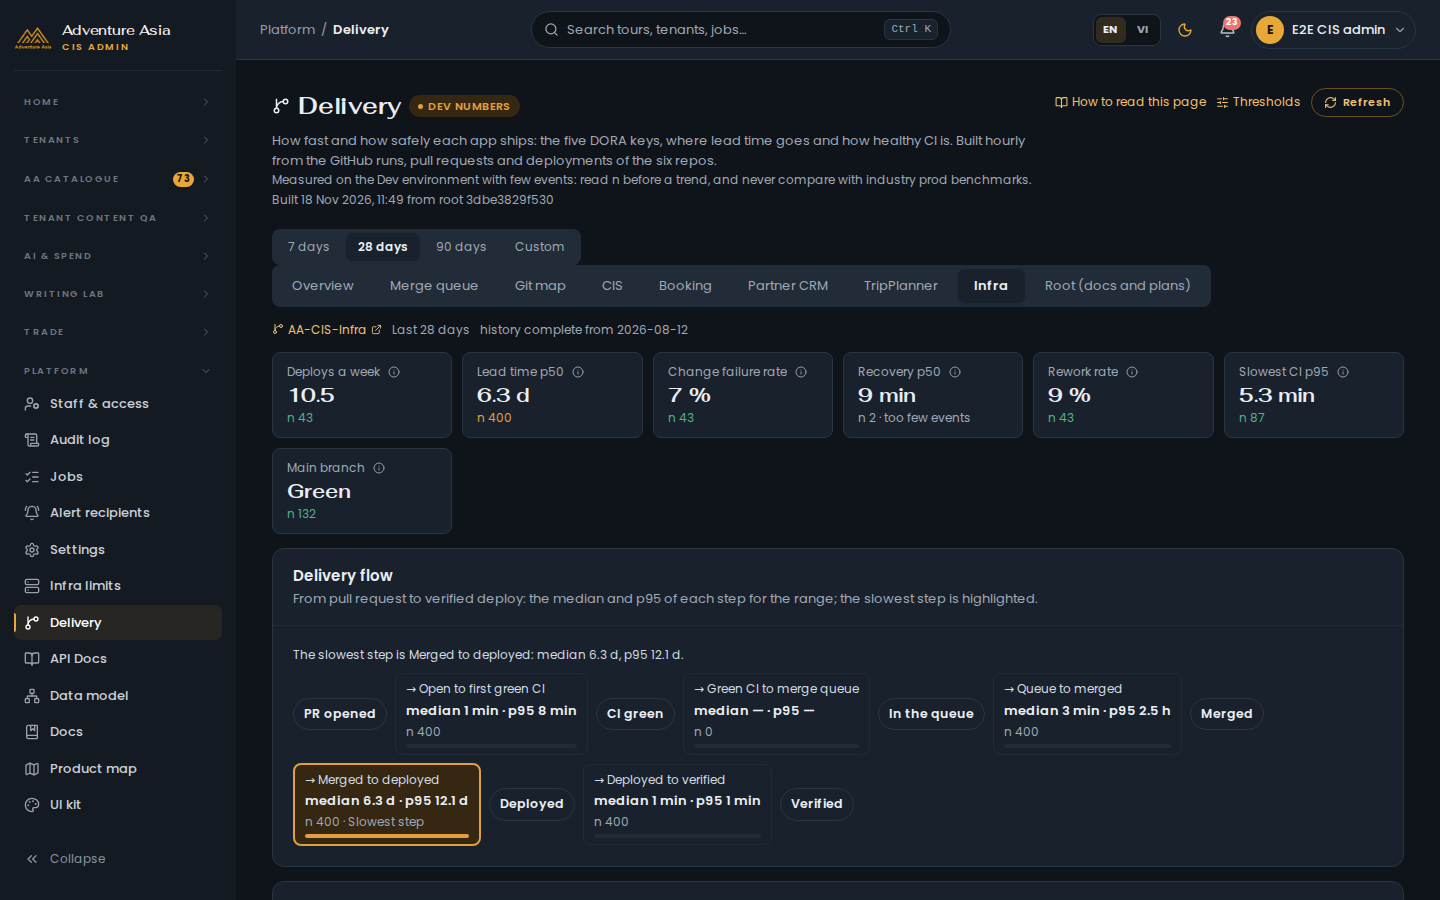 Adventure Asia
CIS ADMIN
Adventure Asia
Platform / Delivery
Search tours, tenants, jobs...
Ctrl K
EN
VI
23
E
E2E CIS admin
HOME
TENANTS
AA CATALOGUE
73
TENANT CONTENT QA
AI & SPEND
WRITING LAB
TRADE
PLATFORM
Staff & access
Audit log
Jobs
Alert recipients
Settings
Infra limits
Delivery
API Docs
Data model
Docs
Product map
UI kit
Collapse
Delivery
DEV NUMBERS
How to read this page
Thresholds
Refresh
How fast and how safely each app ships: the five DORA keys, where lead time goes and how healthy CI is. Built hourly
from the GitHub runs, pull requests and deployments of the six repos.
Measured on the Dev environment with few events: read n before a trend, and never compare with industry prod benchmarks.
Built 18 Nov 2026, 11:49 from root 3dbe3829f530
7 days
28 days
90 days
Custom
Overview
Merge queue
Git map
CIS
Booking
Partner CRM
TripPlanner
Infra
Root (docs and plans)
AA-CIS-Infra
Last 28 days
history complete from 2026-08-12
Deploys a week
10.5
n 43
Lead time p50
6.3 d
n 400
Change failure rate
7 %
n 43
Recovery p50
9 min
n 2 · too few events
Rework rate
9 %
n 43
Slowest CI p95
5.3 min
n 87
Main branch
Green
n 132
Delivery flow
From pull request to verified deploy: the median and p95 of each step for the range; the slowest step is highlighted.
The slowest step is Merged to deployed: median 6.3 d, p95 12.1 d.
PR opened
→ Open to first green CI
median 1 min · p95 8 min
n 400
CI green
→ Green CI to merge queue
median — · p95 —
n 0
In the queue
→ Queue to merged
median 3 min · p95 2.5 h
n 400
Merged
→ Merged to deployed
median 6.3 d · p95 12.1 d
n 400 · Slowest step
Deployed
→ Deployed to verified
median 1 min · p95 1 min
n 400
Verified